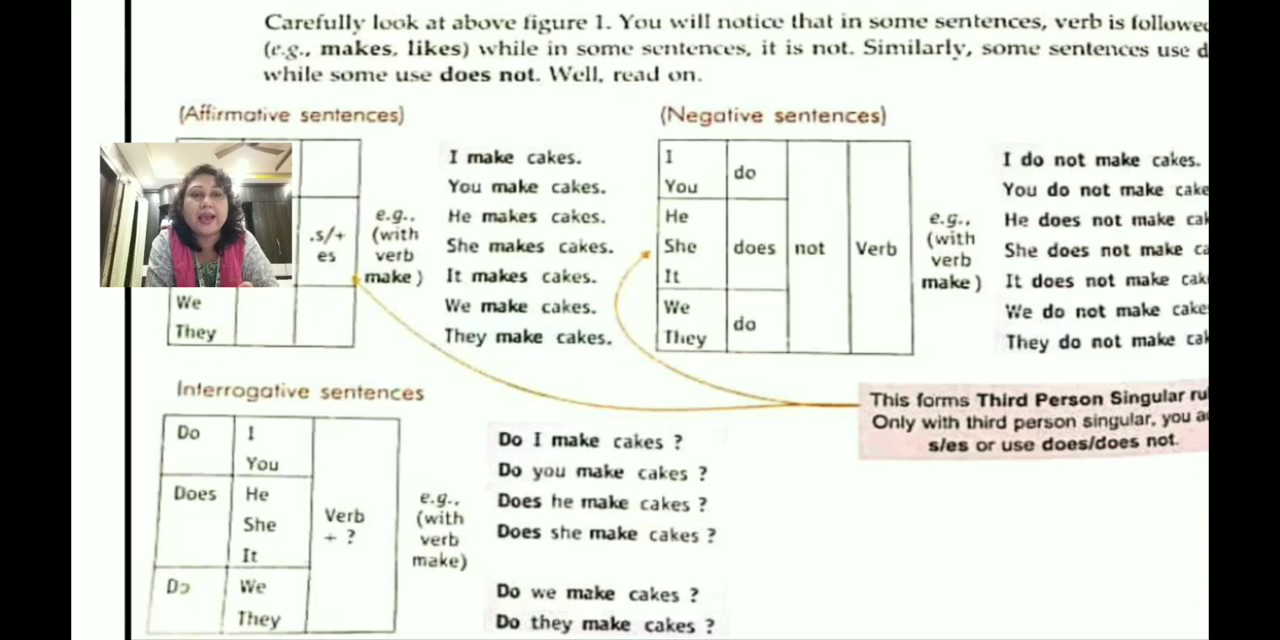 Carefully look at above figure 1. You will notice that in some sentences, verb is followed
(e.g., makes, likes) while in some sentences, it is not. Similarly, some sentences use
while some use does not. Well, read on.
(Affirmative sentences)
.s/+
es
We
They
e.g.,
(with
verb
make)
I make cakes.
You make cakes.
He makes cakes.
She makes cakes.
It makes cakes.
We make cakes.
They make cakes.
(Negative sentences)
I
You
do
He
She
It
does
We
They
do
not
Verb
e.g.,
(with
verb
make)
I do not make cakes.
You do not make cake
He does not make
She does not make
It does not make
We do not make cake
They do not make
This forms Third Person Singular
Only with third person singular, you
s/es or use does/does not.
Interrogative sentences
Do
I
You
Does
He
She
It
Do
We
They
Verb
+ ?
e.g.,
(with
verb
make)
Do I make cakes ?
Do you make cakes ?
Does he make cakes ?
Does she make cakes ?
Do we make cakes ?
Do they make cakes ?